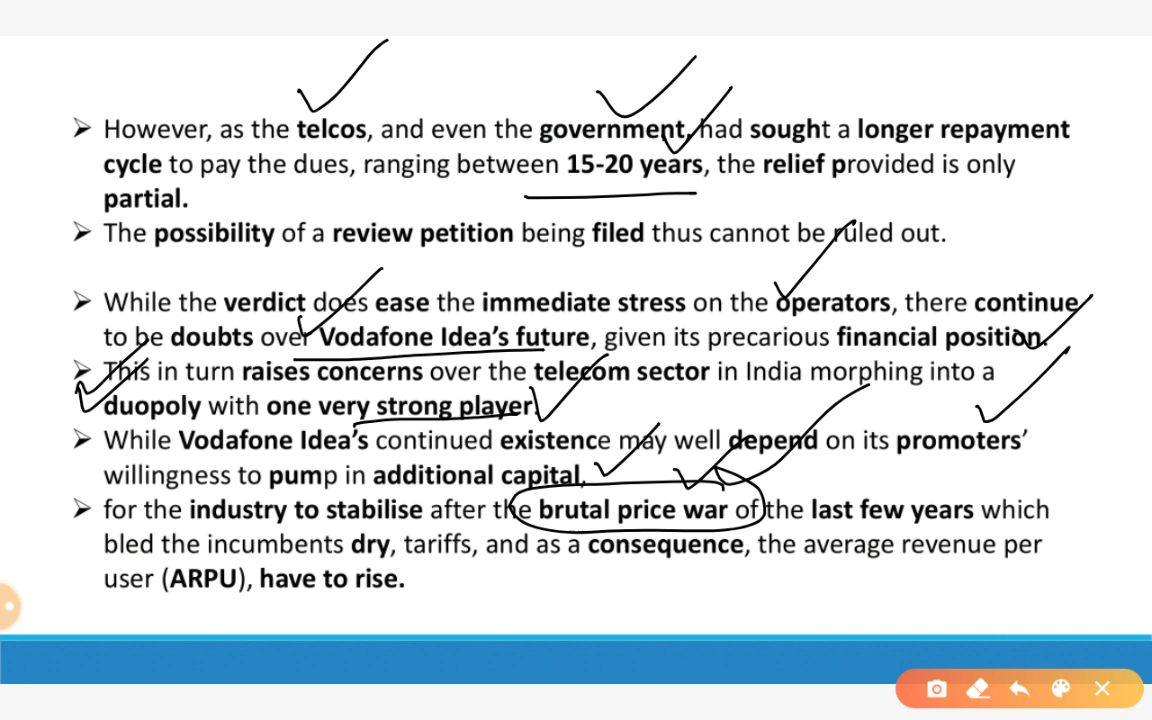 ➢ However, as the telcos, and even the government, had sought a longer repayment
cycle to pay the dues, ranging between 15-20 years, the relief provided is only
partial.
➢ The possibility of a review petition being filed thus cannot be ruled out.
➢ While the verdict does ease the immediate stress on the operators, there continue
to be doubts over Vodafone Idea’s future, given its precarious financial position.
➢ This in turn raises concerns over the telecom sector in India morphing into a
duopoly with one very strong player.
➢ While Vodafone Idea’s continued existence may well depend on its promoters’
willingness to pump in additional capital,
➢ for the industry to stabilise after the brutal price war of the last few years which
bled the incumbents dry, tariffs, and as a consequence, the average revenue per
user (ARPU), have to rise.